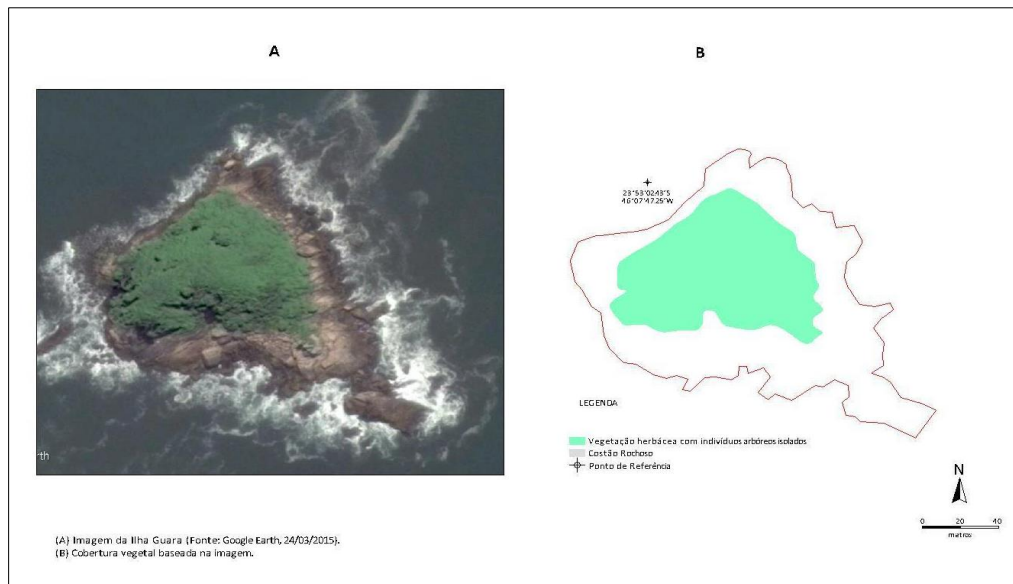 A
B
23°53'02.43"S
46°07'47.25"W
rth
LEGENDA
Vegetação herbácea com indivíduos arbóreos isolados
Costão Rochoso
Ponto de Referência
N
0 20 40
metros
(A) Imagem da Ilha Guara (Fonte: Google Earth, 24/03/2015).
(B) Cobertura vegetal baseada na imagem.